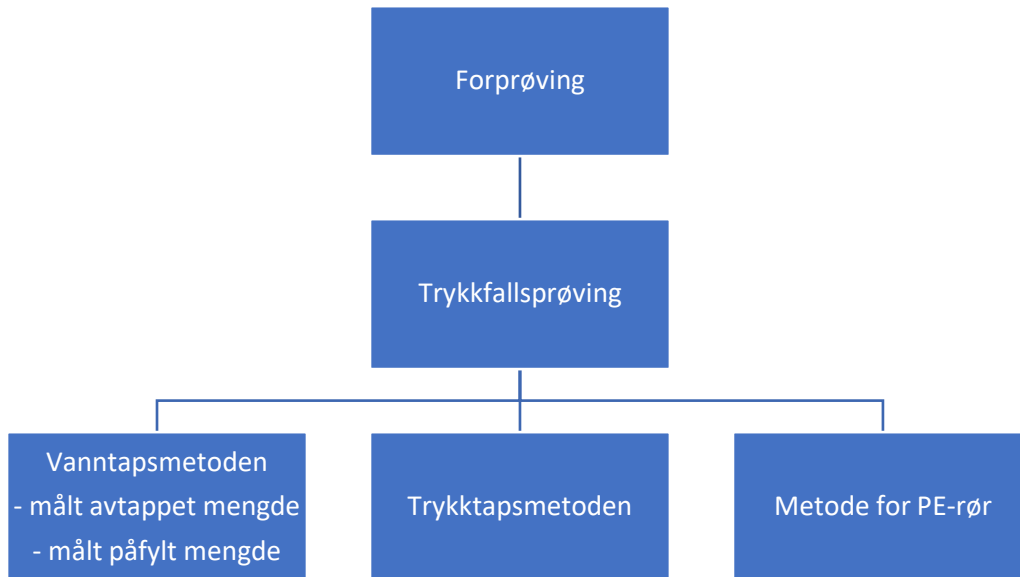 Forprøving
Trykkfallsprøving
Vanntapsmetoden
- målt avtappet mengde
- målt påfylt mengde
Trykktapsmetoden
Metode for PE-rør